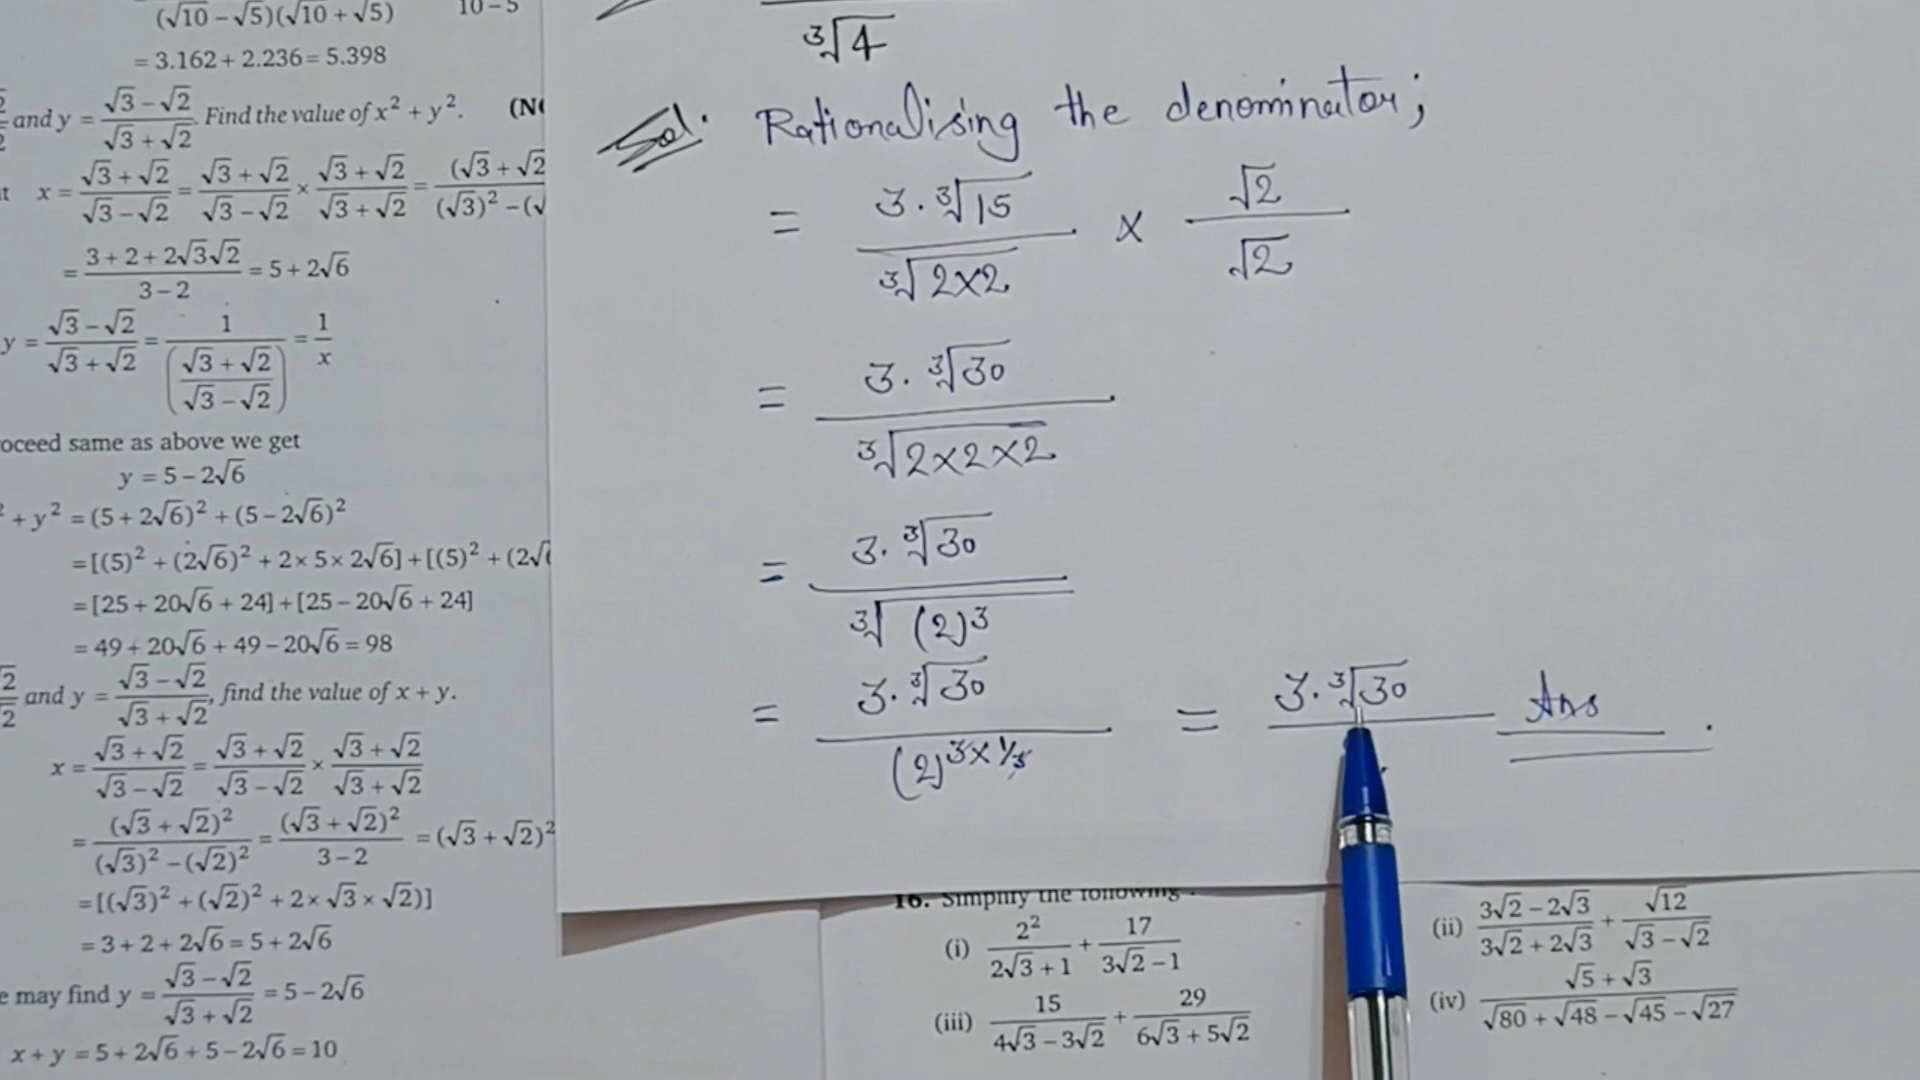 (√10 − √5)(√10 + √5) 10 − 5
= 3.162 + 2.236 = 5.398
and y = (√3 − √2)/(√3 + √2). Find the value of x² + y².
x = (√3 + √2)/(√3 − √2) = (√3 + √2)/(√3 − √2) × (√3 + √2)/(√3 + √2) = (√3 + √2/(√3)² − (√
= (3 + 2 + 2√3√2)/(3 − 2) = 5 + 2√6
y = (√3 − √2)/(√3 + √2) = 1/((√3 + √2)/(√3 − √2)) = 1/x
oceed same as above we get
y = 5 − 2√6
+ y² = (5 + 2√6)² + (5 − 2√6)²
= [(5)² + (2√6)² + 2 × 5 × 2√6] + [(5)² + (2√6
= [25 + 20√6 + 24] + [25 − 20√6 + 24]
= 49 + 20√6 + 49 − 20√6 = 98
and y = (√3 − √2)/(√3 + √2), find the value of x + y.
x = (√3 + √2)/(√3 − √2) = (√3 + √2)/(√3 − √2) × (√3 + √2)/(√3 + √2)
= (√3 + √2)²/((√3)² − (√2)²) = (√3 + √2)²/(3 − 2) = (√3 + √2)²
= [(√3)² + (√2)² + 2 × √3 × √2)]
= 3 + 2 + 2√6 = 5 + 2√6
e may find y = (√3 − √2)/(√3 + √2) = 5 − 2√6
x + y = 5 + 2√6 + 5 − 2√6 = 10
∛4
Sol. Rationalising the denominator;
= 3.∛15/∛(2×2) × √2/√2
= 3.∛30/∛(2×2×2)
= 3.∛30/∛(2)³
= 3.∛30/(2)^(3×1/3) = 3.∛30 Ans.
16. Simplify the following
(i) 2²/(2√3 + 1) + 17/(3√2 − 1)
(ii) (3√2 − 2√3)/(3√2 + 2√3) + √12/(√3 − √2)
(iii) 15/(4√3 − 3√2) + 29/(6√3 + 5√2)
(iv) (√5 + √3)/(√80 + √48 − √45 − √27)